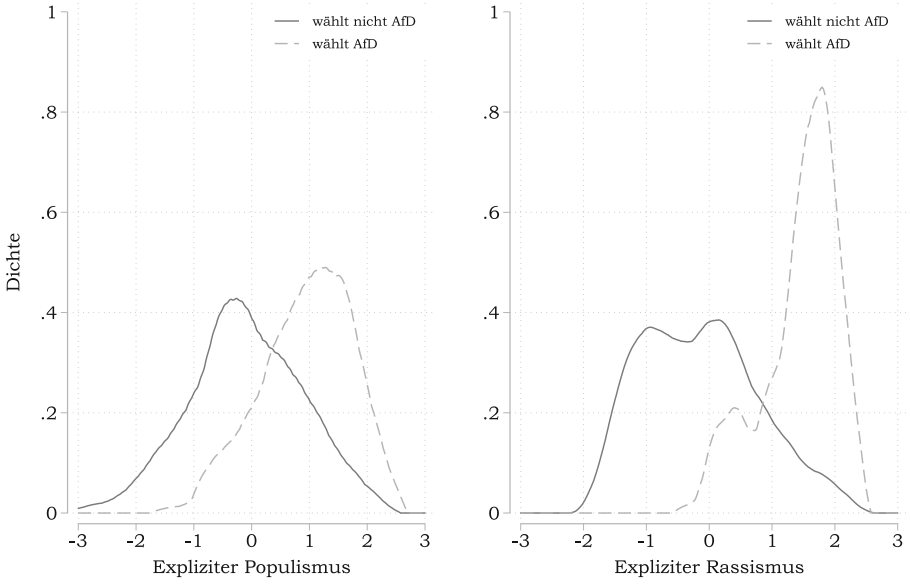 wählt nicht AfD
wählt AfD
1
.8
.6
.4
.2
0
Dichte
-3 -2 -1 0 1 2 3
Expliziter Populismus
wählt nicht AfD
wählt AfD
1
.8
.6
.4
.2
0
-3 -2 -1 0 1 2 3
Expliziter Rassismus